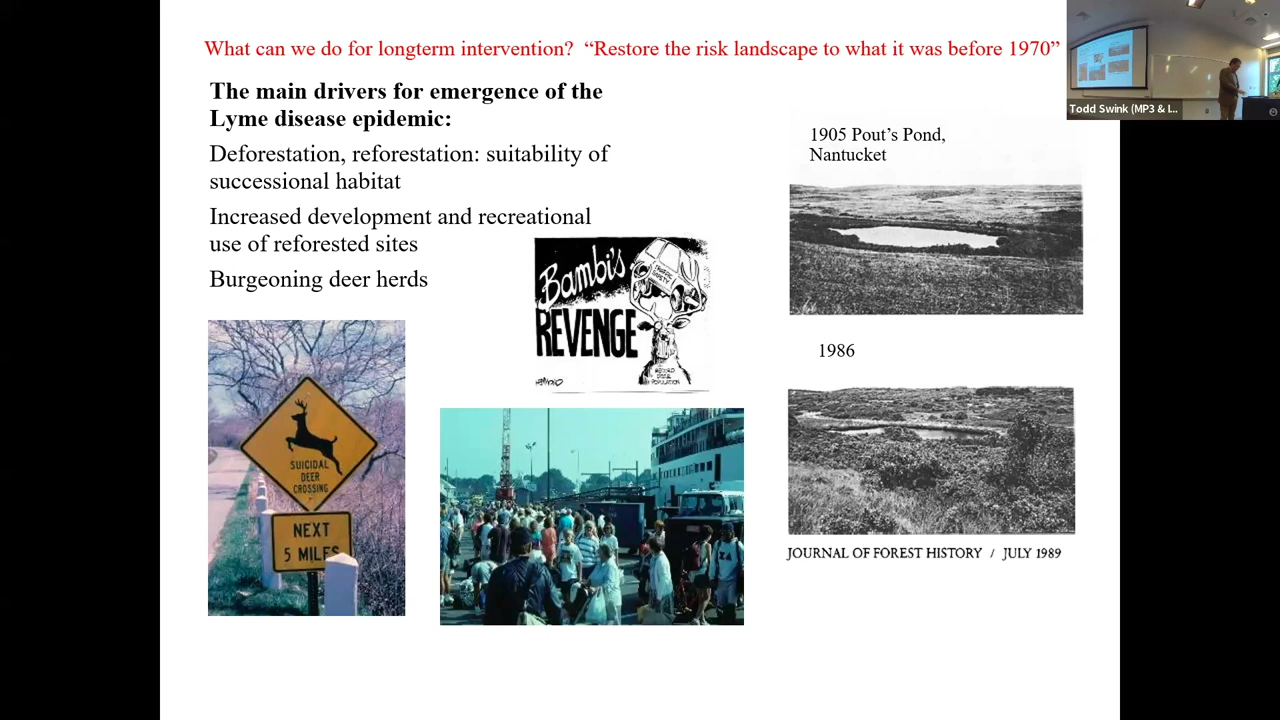 What can we do for longterm intervention? “Restore the risk landscape to what it was before 1970”
The main drivers for emergence of the
Lyme disease epidemic:
Deforestation, reforestation: suitability of
successional habitat
Increased development and recreational
use of reforested sites
Burgeoning deer herds
Bambi's
REVENGE
RECORD
DEER
POPULATION
SUICIDAL
DEER
CROSSING
NEXT
5 MILES
1905 Pout’s Pond,
Nantucket
1986
JOURNAL OF FOREST HISTORY / JULY 1989
Todd Swink (MP3 & I...